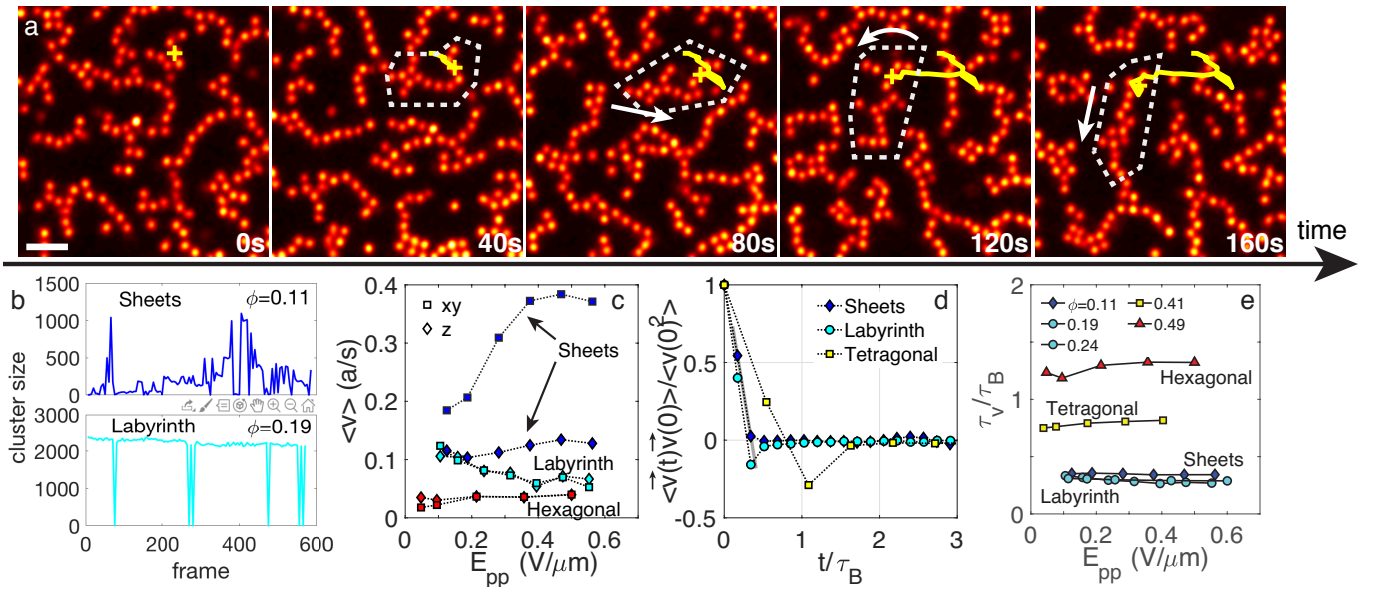 a
0s
40s
80s
120s
160s
time
b
Sheets
ϕ=0.11
1500
1000
500
0
Labyrinth
ϕ=0.19
3000
2000
1000
0
cluster size
0 200 400 600
frame
c
xy
z
Sheets
Labyrinth
Hexagonal
0.4
0.3
0.2
0.1
0
<v> (a/s)
0 0.2 0.4 0.6
E_pp (V/μm)
d
Sheets
Labyrinth
Tetragonal
1
0.5
0
-0.5
<v⃗(t)v⃗(0)>/<v(0)²>
0 1 2 3
t/τ_B
e
ϕ=0.11 0.41
0.19 0.49
0.24
Hexagonal
Tetragonal
Sheets
Labyrinth
2
1
0
τ_v/τ_B
0 0.2 0.4 0.6
E_pp (V/μm)